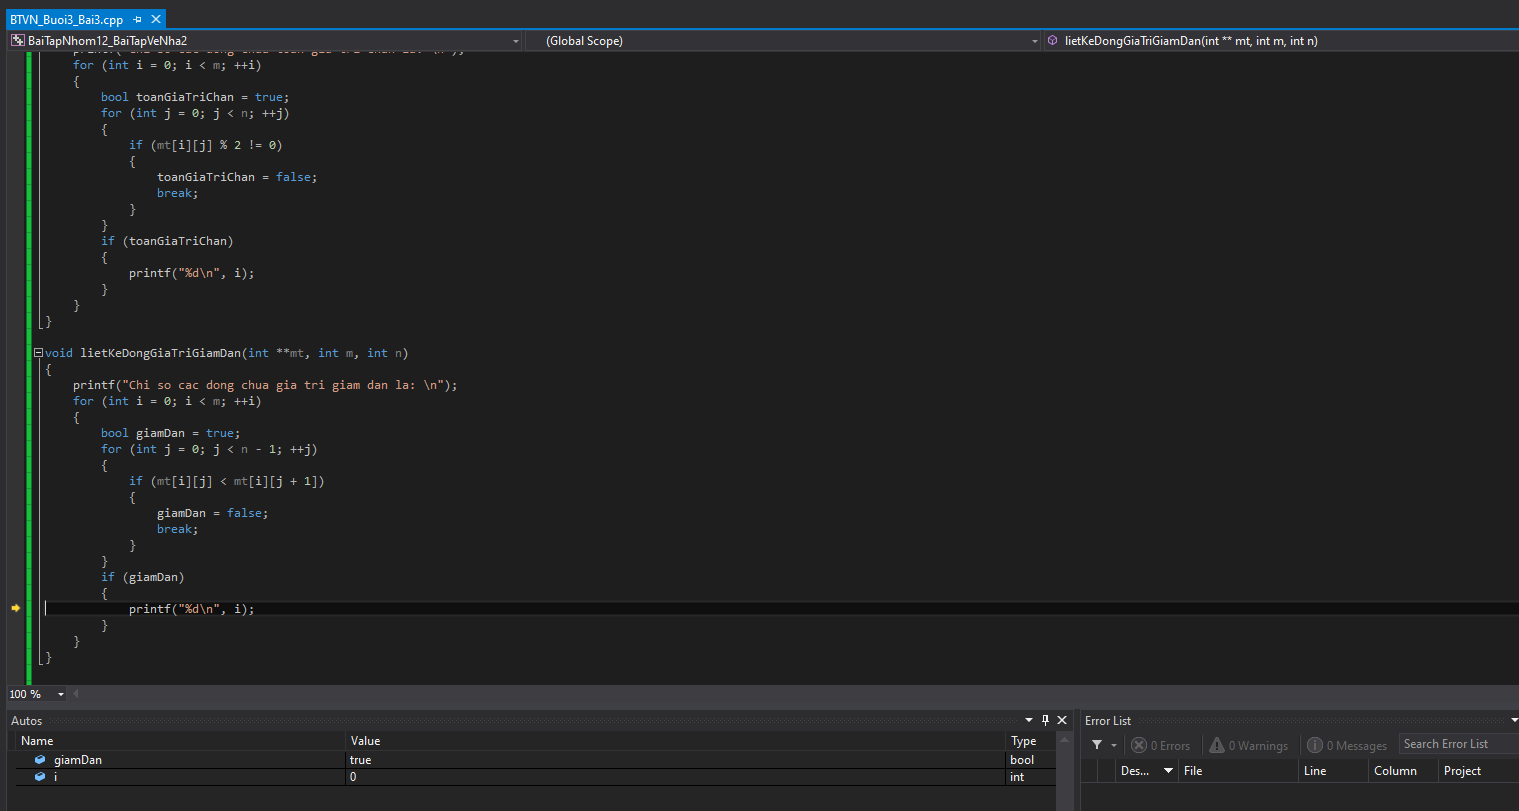 BTVN_Buoi3_Bai3.cpp
BaiTapNhom12_BaiTapVeNha2 (Global Scope) lietKeDongGiaTriGiamDan(int ** mt, int m, int n)
for (int i = 0; i < m; ++i)
{
bool toanGiaTriChan = true;
for (int j = 0; j < n; ++j)
{
if (mt[i][j] % 2 != 0)
{
toanGiaTriChan = false;
break;
}
}
if (toanGiaTriChan)
{
printf("%d\n", i);
}
}
}
void lietKeDongGiaTriGiamDan(int **mt, int m, int n)
{
printf("Chi so cac dong chua gia tri giam dan la: \n");
for (int i = 0; i < m; ++i)
{
bool giamDan = true;
for (int j = 0; j < n - 1; ++j)
{
if (mt[i][j] < mt[i][j + 1])
{
giamDan = false;
break;
}
}
if (giamDan)
{
printf("%d\n", i);
}
}
}
100 %
Autos
Name Value Type
giamDan true bool
i 0 int
Error List
0 Errors 0 Warnings 0 Messages Search Error List
Des... File Line Column Project